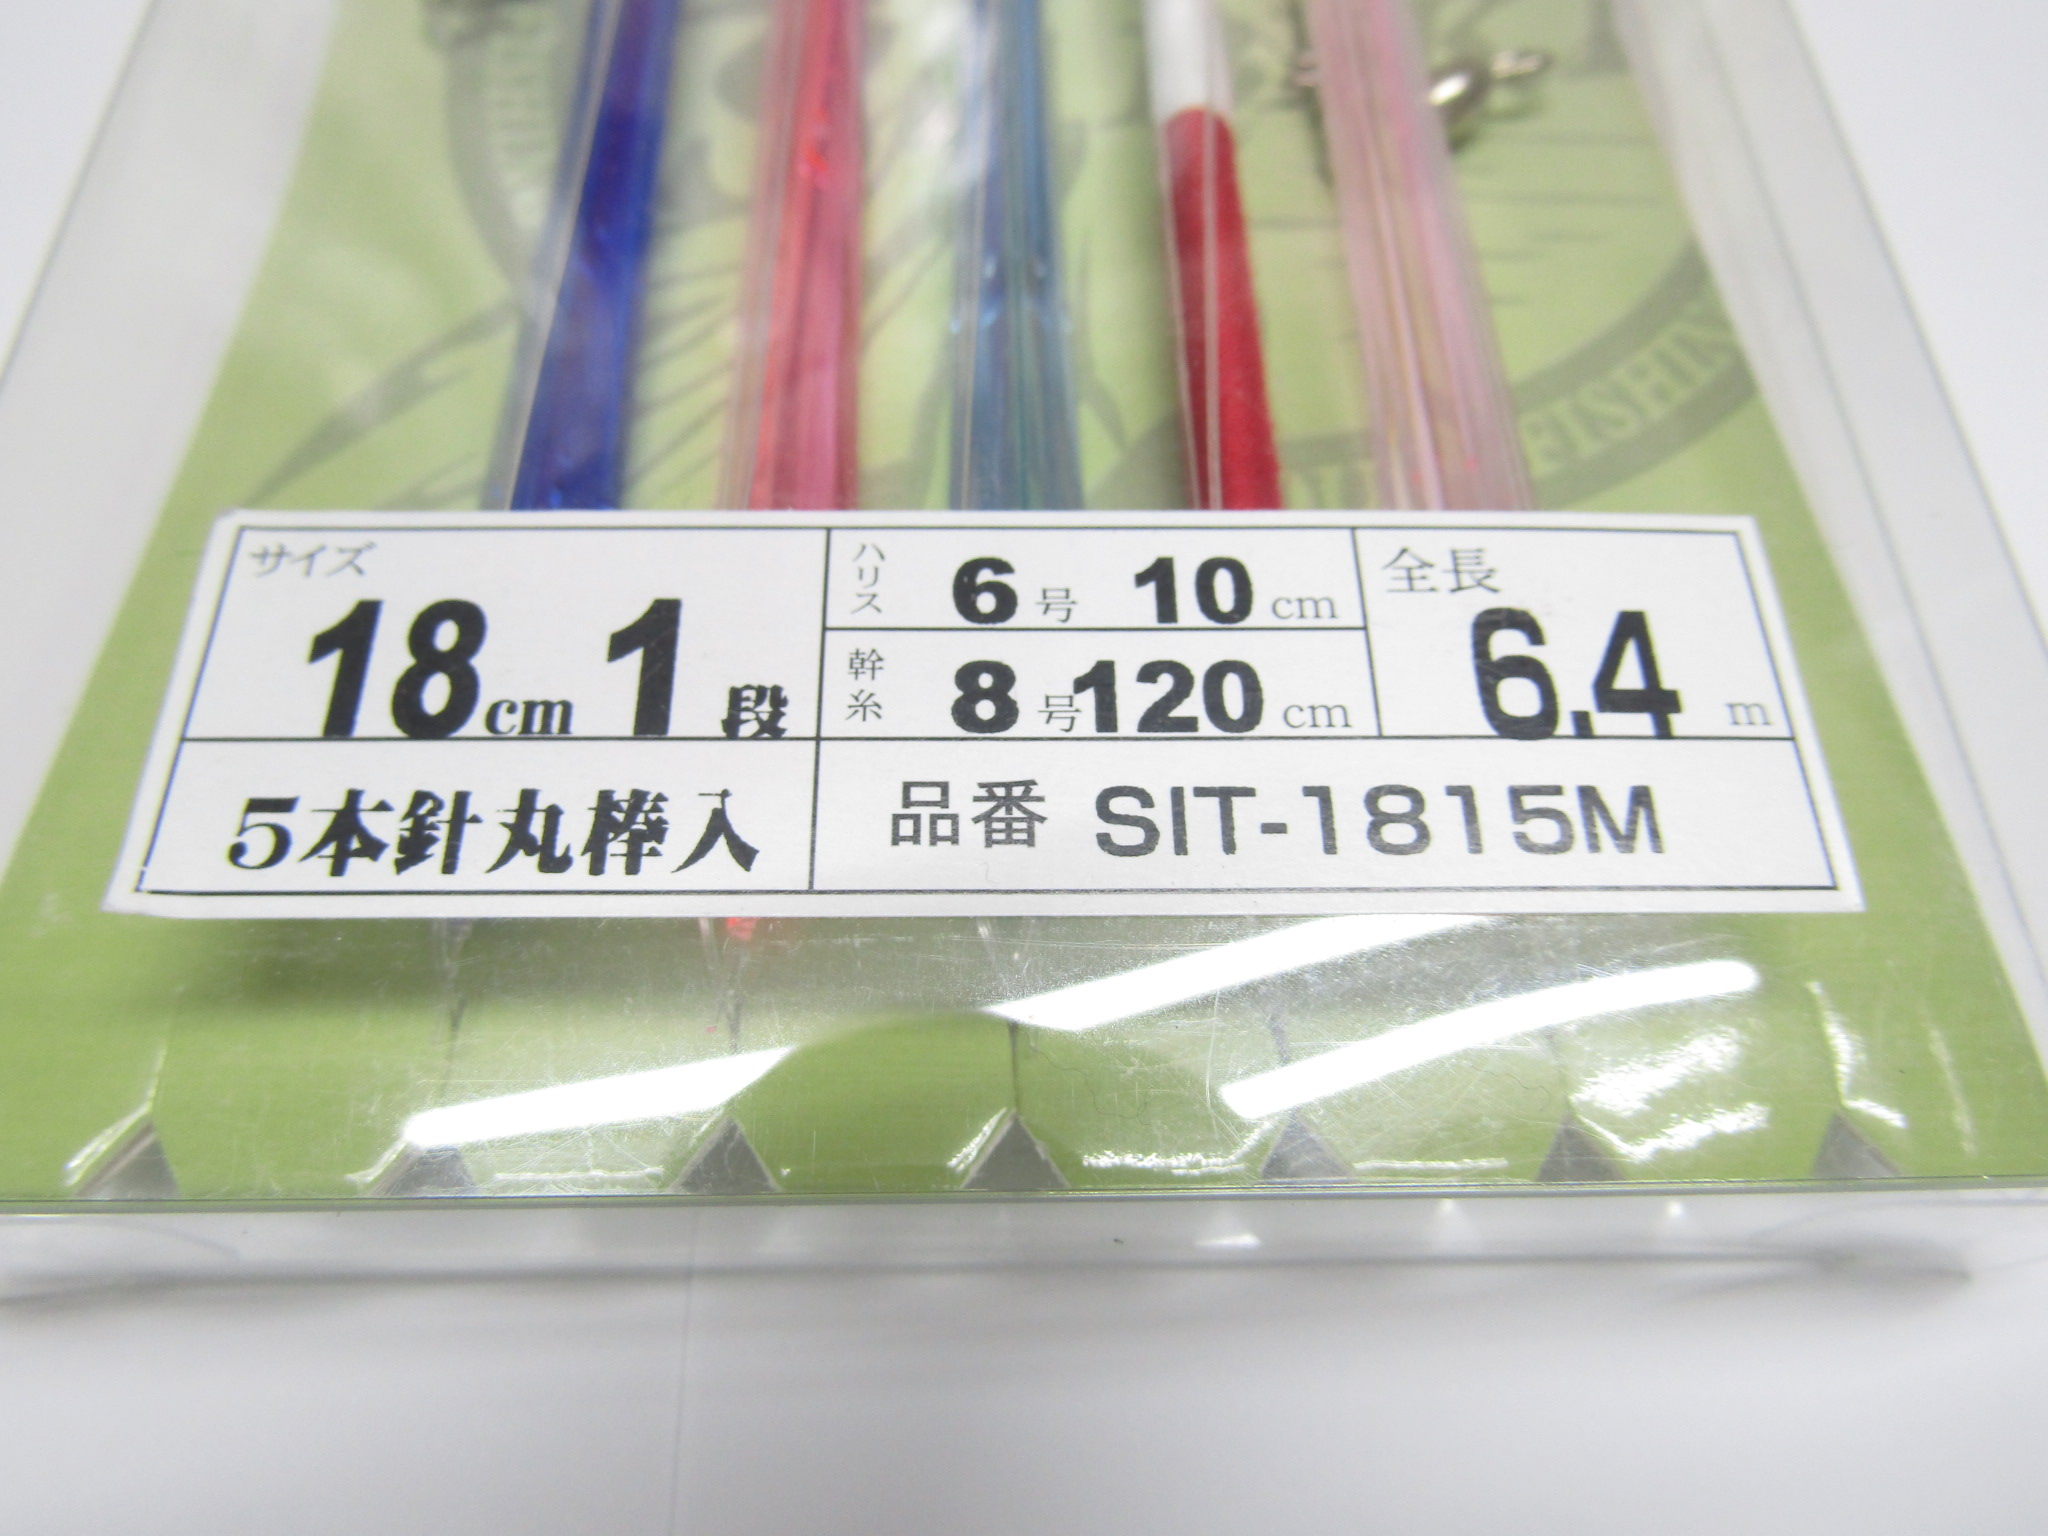 FISHIN
サイズ
18cm 1段
ハリス 6号 10cm
幹糸 8号 120cm
全長
6.4m
5本針丸棒入
品番 SIT-1815M